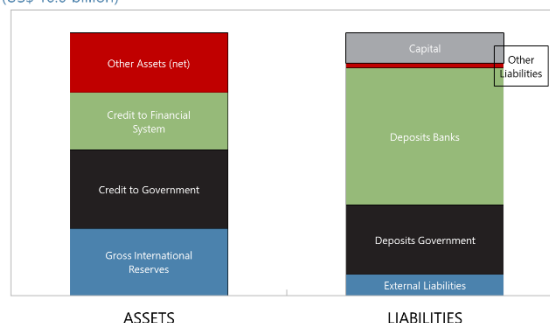 Other Assets (net)
Credit to Financial
System
Credit to Government
Gross International
Reserves
ASSETS
Capital
Other
Liabilities
Deposits Banks
Deposits Government
External Liabilities
LIABILITIES